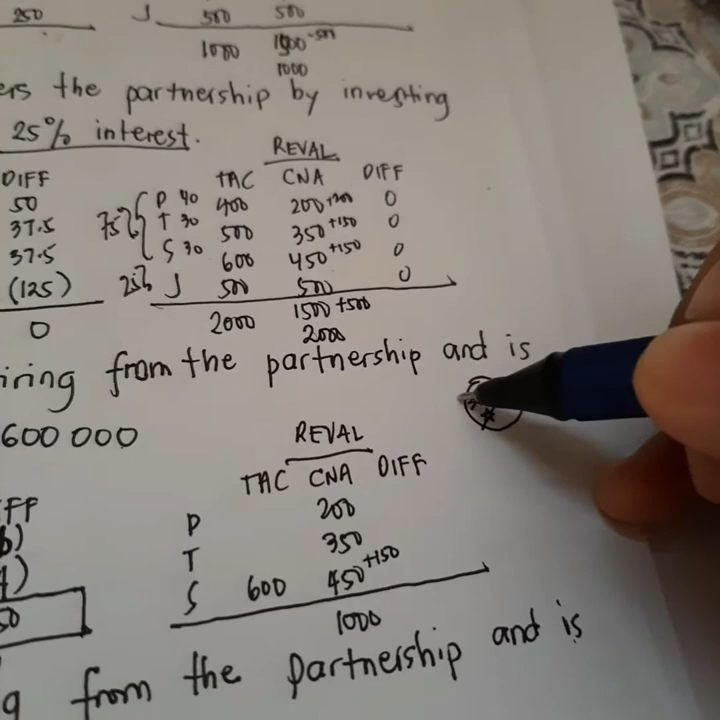 250 J 500 500
1000 1500 -500
1000
ers the partnership by investing
25% interest.
REVAL
DIFF TAC CNA DIFF
50 P 40 400 200 +200 0
37.5 75% T 30 500 350 +150 0
37.5 S 30 600 450 +150 0
(125) 25% J 500 500 0
0 2000 1500 +500
2000
iring from the partnership and is
600 000
REVAL
TAC CNA DIFF
FF P 200
T 350
S 600 450 +150
50 1000
g from the partnership and is